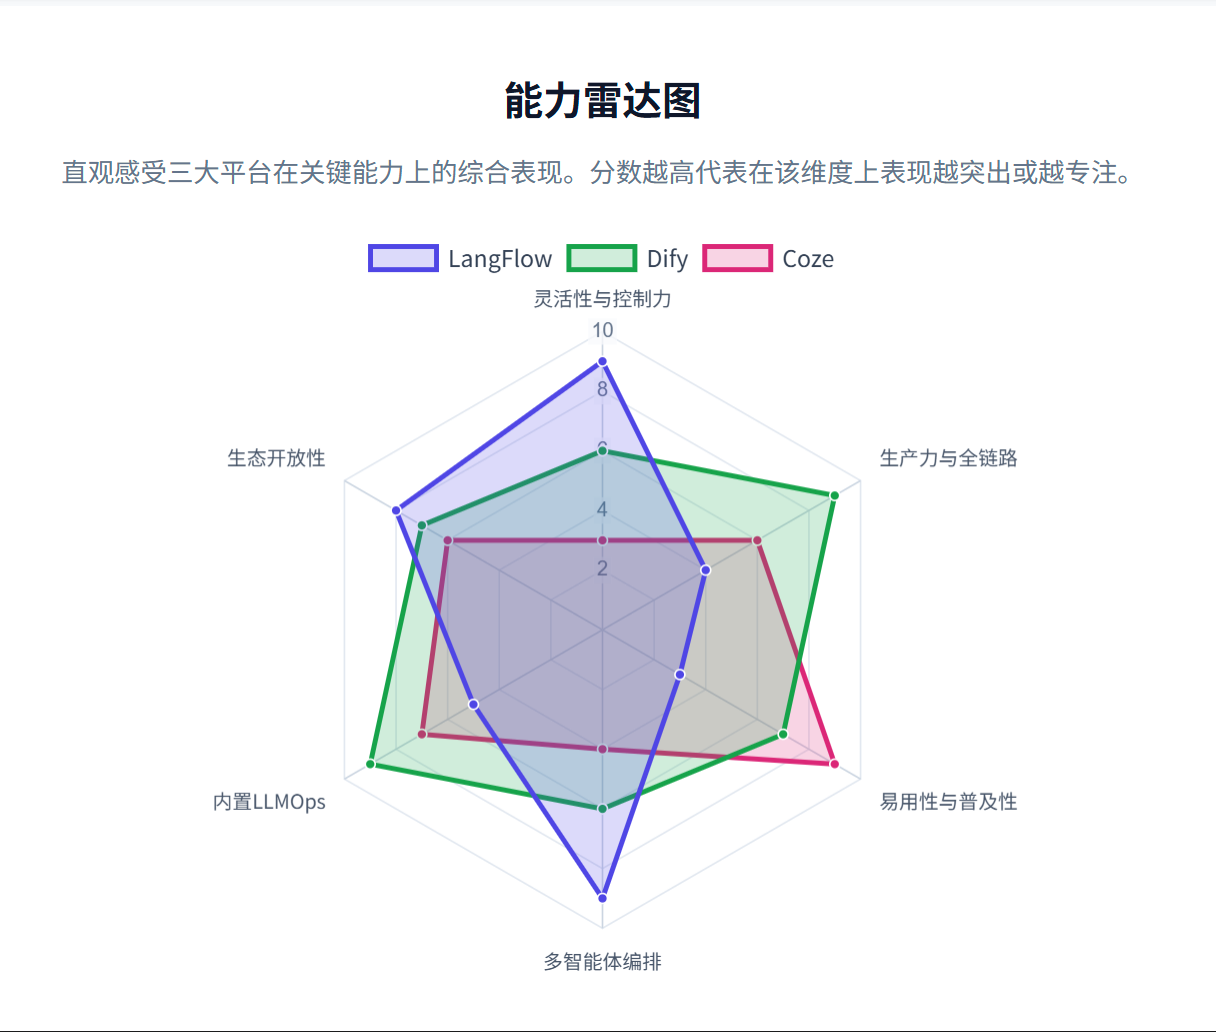 能力雷达图
直观感受三大平台在关键能力上的综合表现。分数越高代表在该维度上表现越突出或越专注。
LangFlow Dify Coze
灵活性与控制力
10
8
4
2
生态开放性
生产力与全链路
内置LLMOps
易用性与普及性
多智能体编排